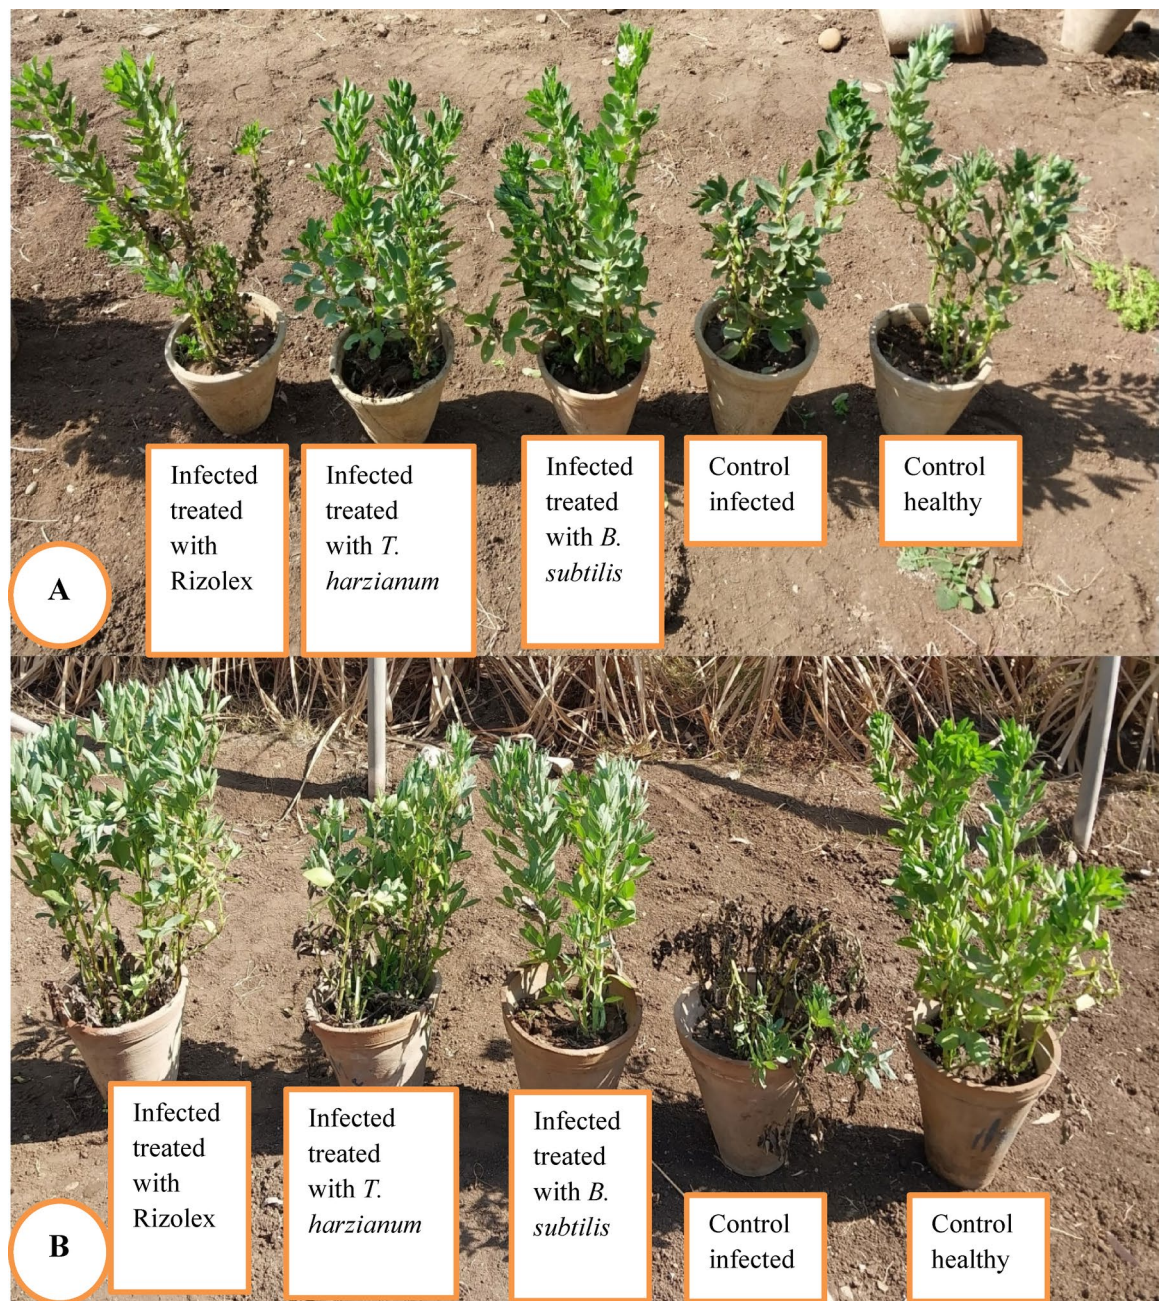 Infected
treated
with
Rizolex
Infected
treated
with T.
harzianum
Infected
treated
with B.
subtilis
Control
infected
Control
healthy
A
Infected
treated
with
Rizolex
Infected
treated
with T.
harzianum
Infected
treated
with B.
subtilis
Control
infected
Control
healthy
B